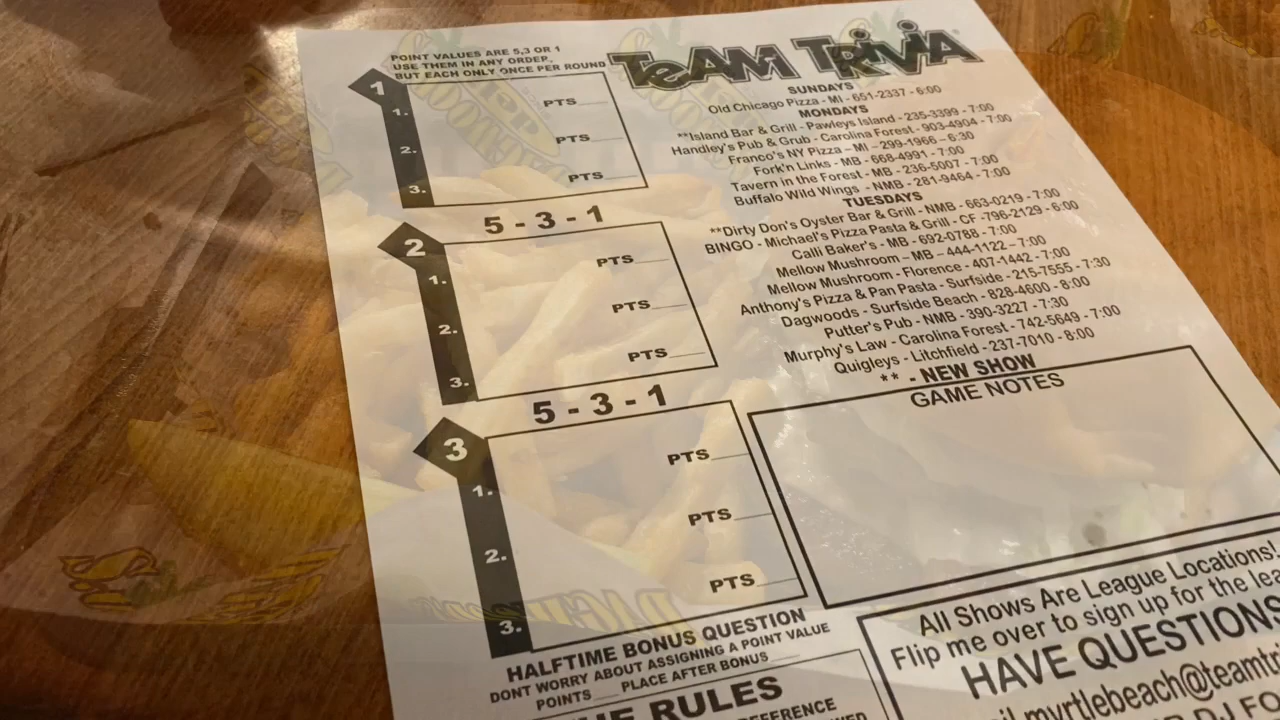 POINT VALUES ARE 5,3 OR 1
USE THEM IN ANY ORDER,
BUT EACH ONLY ONCE PER ROUND
1
1. PTS
2. PTS
3. PTS
5 - 3 - 1
2
1. PTS
2. PTS
3. PTS
5 - 3 - 1
3
1. PTS
2. PTS
3. PTS
HALFTIME BONUS QUESTION
DONT WORRY ABOUT ASSIGNING A POINT VALUE
POINTS___ PLACE AFTER BONUS___
RULES
TEAM TRIVIA
SUNDAYS
Old Chicago Pizza - MI - 651-2337 - 6:00
MONDAYS
**Island Bar & Grill - Pawleys Island - 235-3399 - 7:00
Handley's Pub & Grub - Carolina Forest - 903-4904 - 7:00
Franco's NY Pizza – MI – 299-1966 – 6:30
Fork'n Links - MB - 668-4991 - 7:00
Tavern in the Forest - MB - 236-5007 - 7:00
Buffalo Wild Wings - NMB - 281-9464 - 7:00
TUESDAYS
**Dirty Don's Oyster Bar & Grill - NMB - 663-0219 - 7:00
BINGO - Michael's Pizza Pasta & Grill - CF -796-2129 - 6:00
Calli Baker's - MB - 692-0788 - 7:00
Mellow Mushroom – MB – 444-1122 – 7:00
Mellow Mushroom - Florence - 407-1442 - 7:00
Anthony's Pizza & Pan Pasta - Surfside - 215-7555 - 7:30
Dagwoods - Surfside Beach - 828-4600 - 8:00
Putter's Pub - NMB - 390-3227 - 7:30
Murphy's Law - Carolina Forest - 742-5649 - 7:00
Quigleys - Litchfield - 237-7010 - 8:00
** - NEW SHOW
GAME NOTES
All Shows Are League Locations!
Flip me over to sign up for the
HAVE QUESTIONS